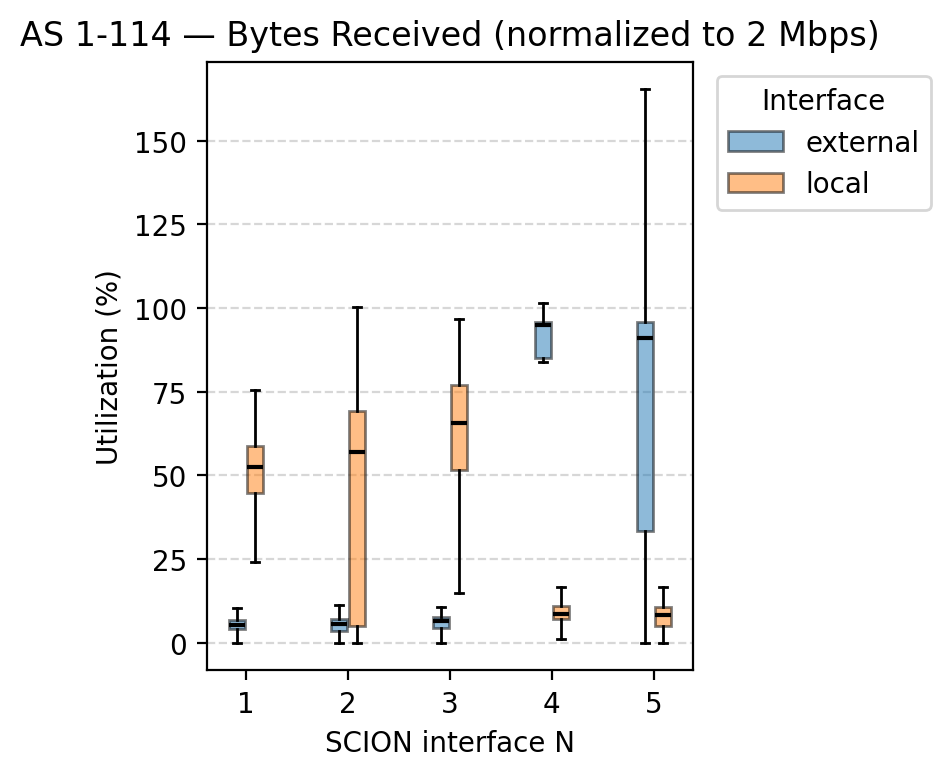 AS 1-114 — Bytes Received (normalized to 2 Mbps)
Interface
external
local
Utilization (%)
150
125
100
75
50
25
0
1 2 3 4 5
SCION interface N